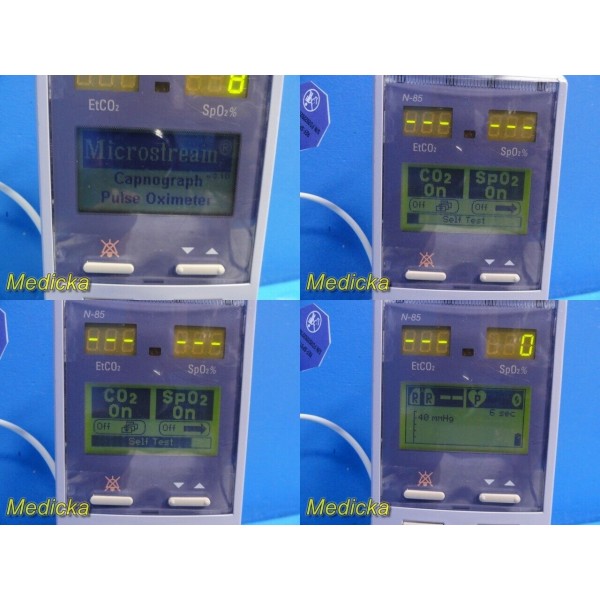 8
EtCO₂ SpO₂%
Microstream®
Capnograph
Pulse Oximeter
Medicka
N-85
--- ---
EtCO₂ SpO₂%
CO₂ SpO₂
On On
Off Off
Self Test
Medicka
N-85
--- ---
EtCO₂ SpO₂%
CO₂ SpO₂
On On
Off Off
Self Test
Medicka
N-85
--- 0
EtCO₂ SpO₂%
R R -- P S
40 mmHg 6 sec
Medicka